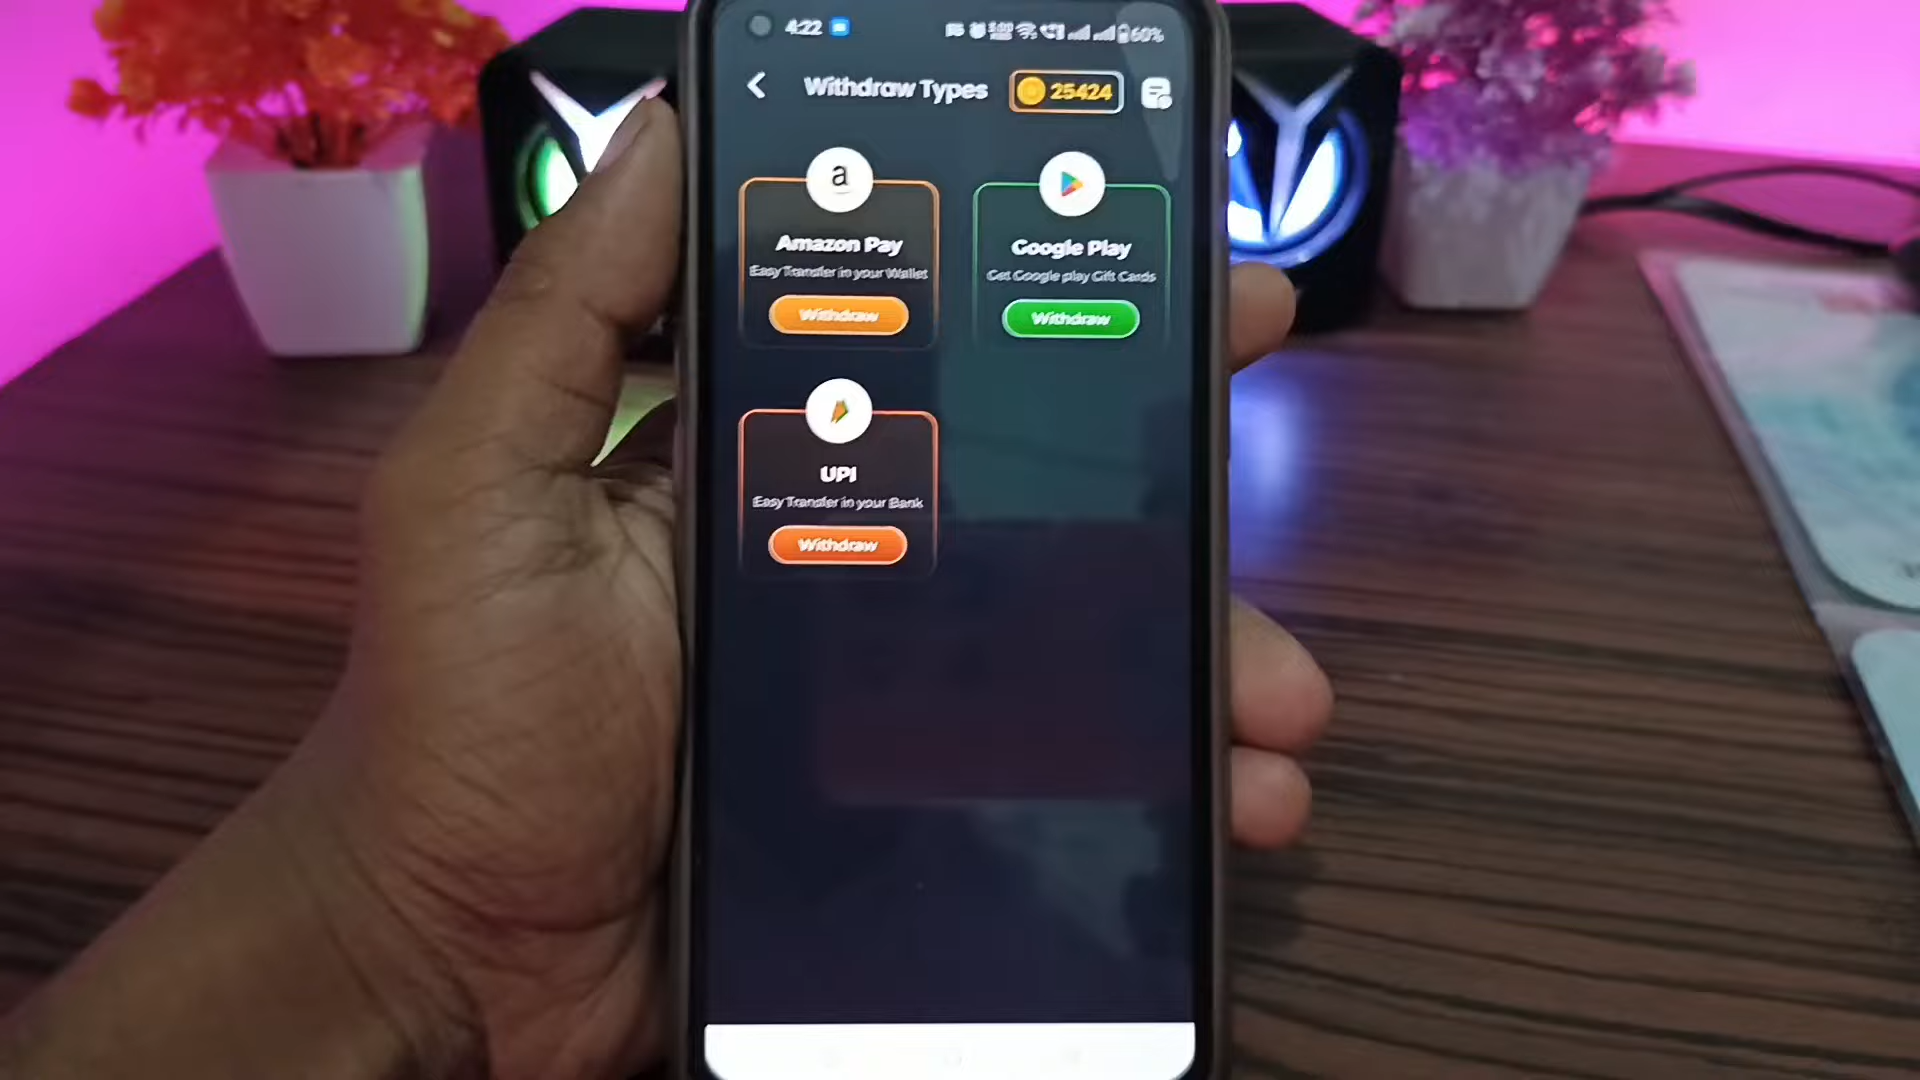 4:22
60%
Withdraw Types
25424
a
Amazon Pay
Easy Transfer in your Wallet
Withdraw
Google Play
Get Google play Gift Cards
Withdraw
UPI
Easy Transfer in your Bank
Withdraw